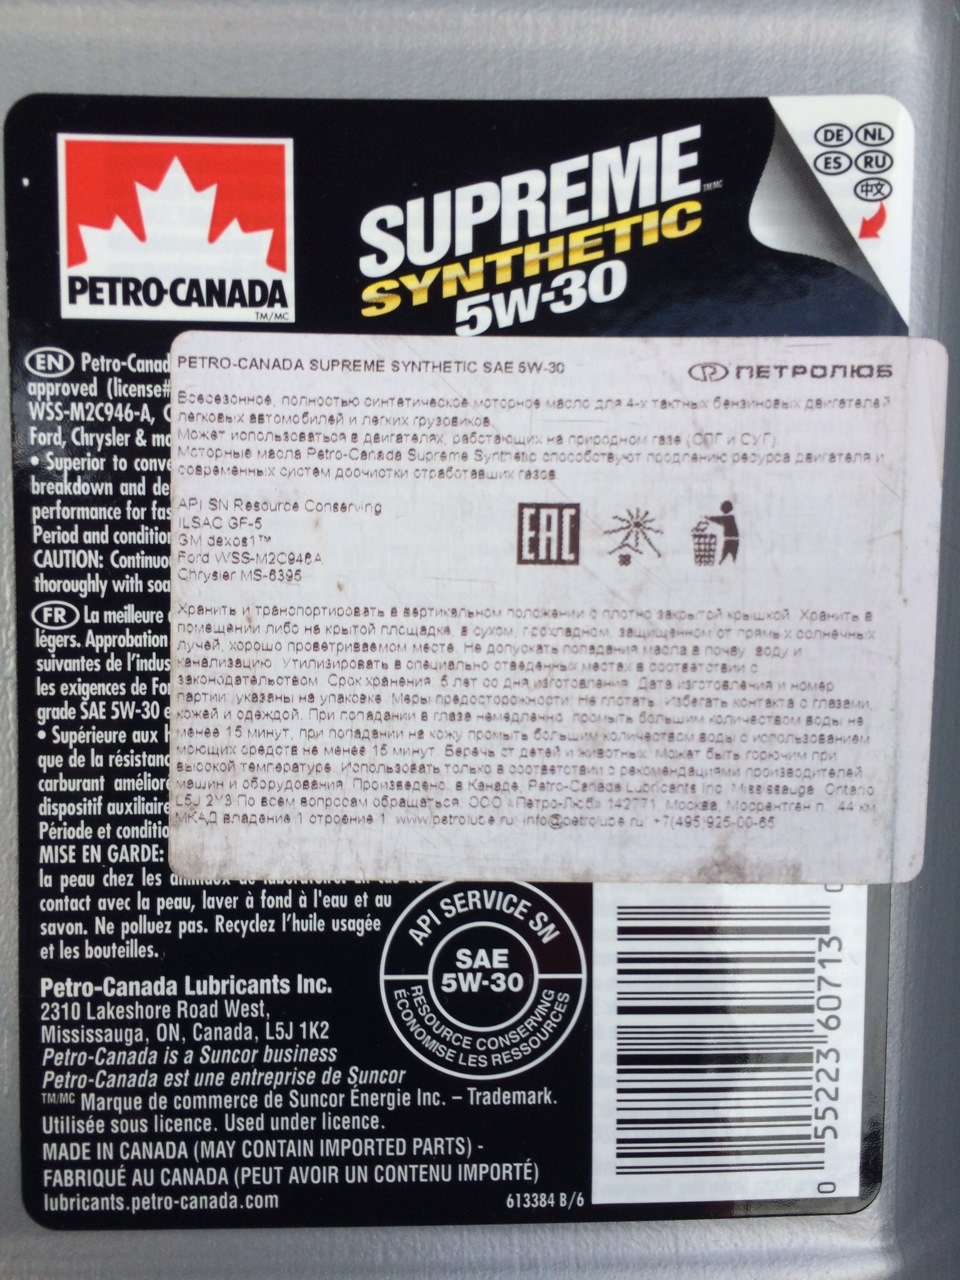 PETRO-CANADA
TM/MC
SUPREME
TM/MC
SYNTHETIC
5W-30
DE NL
ES RU
中文
EN Petro-Canad
approved (license#
WSS-M2C946-A, C
Ford, Chrysler & mo
• Superior to conve
breakdown and de
performance for fas
Period and condition
CAUTION: Continuo
thoroughly with soa
FR La meilleure
légers. Approbation
suivantes de l'indus
les exigences de For
grade SAE 5W-30 e
• Supérieure aux h
que de la résistanc
carburant améliore
dispositif auxiliaire
Période et conditio
MISE EN GARDE:
la peau chez les animaux de laboratoire.
contact avec la peau, laver à fond à l'eau et au
savon. Ne polluez pas. Recyclez l'huile usagée
et les bouteilles.
PETRO-CANADA SUPREME SYNTHETIC SAE 5W-30
ПЕТРОЛЮБ
Всесезонное, полностью синтетическое моторное масло для 4-х тактных бензиновых двигателей
легковых автомобилей и легких грузовиков.
Может использоваться в двигателях, работающих на природном газе (СПГ и СУГ).
Моторные масла Petro-Canada Supreme Synthetic способствуют продлению ресурса двигателя и
современных систем доочистки отработавших газов
API SN Resource Conserving
ILSAC GF-5
GM dexos1™
Ford WSS-M2C946A
Chrysler MS-6395
EAC
Хранить и транспортировать в вертикальном положении с плотно закрытой крышкой. Хранить в
помещении либо на крытой площадке, в сухом, прохладном, защищенном от прямых солнечных
лучей, хорошо проветриваемом месте. Не допускать попадания масла в почву, воду и
канализацию. Утилизировать в специально отведенных местах в соответствии с
законодательством. Срок хранения: 5 лет со дня изготовления. Дата изготовления и номер
партии: указаны на упаковке. Меры предосторожности: Не глотать. Избегать контакта с глазами,
кожей и одеждой. При попадании в глаза немедленно промыть большим количеством воды не
менее 15 минут, при попадании на кожу промыть большим количеством воды с использованием
моющих средств не менее 15 минут. Беречь от детей и животных. Может быть горючим при
высокой температуре. Использовать только в соответствии с рекомендациями производителей
машин и оборудования. Произведено: в Канаде, Petro-Canada Lubricants Inc. Mississauga, Ontario
L5J 2Y3 По всем вопросам обращаться: ООО «Петро-Люб» 142771, Москва, Мосрентген п., 44 км
МКАД владение 1 строение 1. www.petrolube.ru, info@petrolube.ru, +7(495)925-00-65
API SERVICE SN
SAE
5W-30
RESOURCE CONSERVING
ÉCONOMISE LES RESSOURCES
Petro-Canada Lubricants Inc.
2310 Lakeshore Road West,
Mississauga, ON, Canada, L5J 1K2
Petro-Canada is a Suncor business
Petro-Canada est une entreprise de Suncor
TM/MC Marque de commerce de Suncor Énergie Inc. – Trademark.
Utilisée sous licence. Used under licence.
MADE IN CANADA (MAY CONTAIN IMPORTED PARTS) -
FABRIQUÉ AU CANADA (PEUT AVOIR UN CONTENU IMPORTÉ)
lubricants.petro-canada.com
613384 B/6
0 55223 60713 0